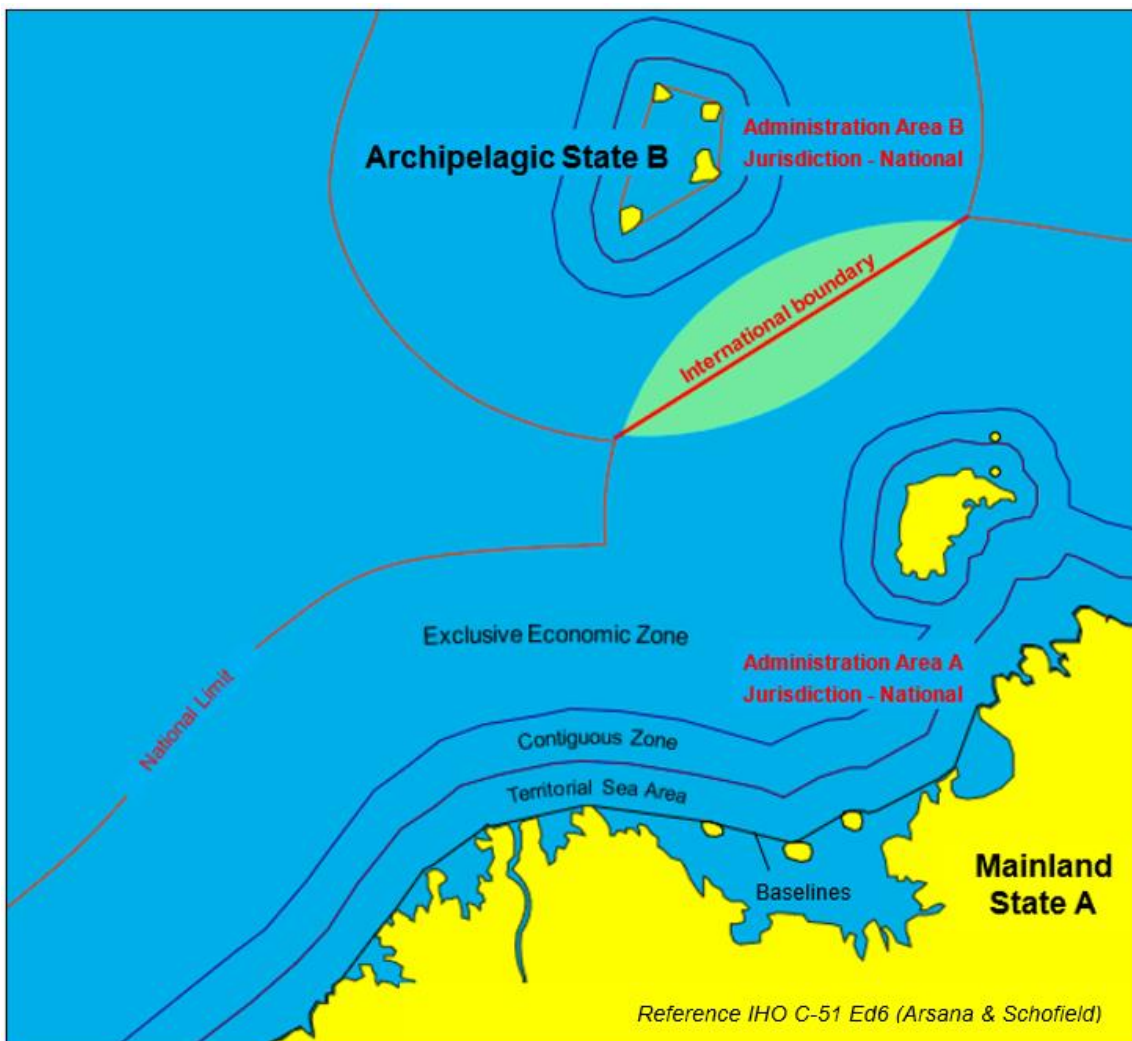 Administration Area B
Jurisdiction - National
Archipelagic State B
International boundary
Exclusive Economic Zone
Administration Area A
Jurisdiction - National
National Limit
Contiguous Zone
Territorial Sea Area
Baselines
Mainland
State A
Reference IHO C-51 Ed6 (Arsana & Schofield)